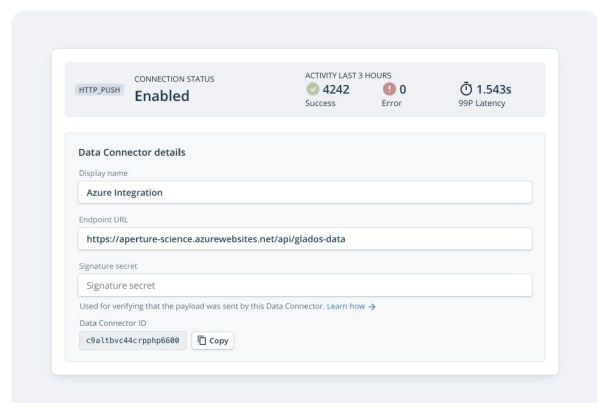 HTTP_PUSH
CONNECTION STATUS
Enabled
ACTIVITY LAST 3 HOURS
4242
Success
0
Error
1.543s
99P Latency
Data Connector details
Display name
Azure Integration
Endpoint URL
https://aperture-science.azurewebsites.net/api/glados-data
Signature secret
Signature secret
Used for verifying that the payload was sent by this Data Connector. Learn how →
Data Connector ID
c9altbvc44crpphp6600
Copy